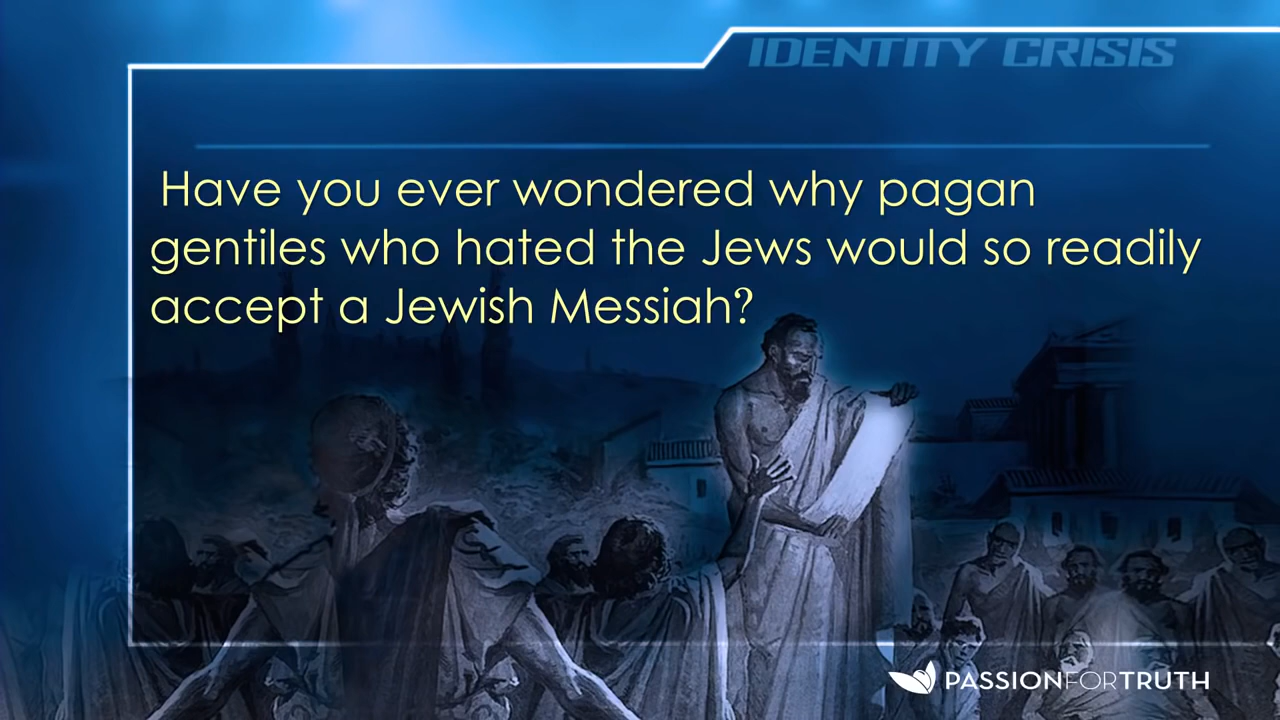 IDENTITY CRISIS
Have you ever wondered why pagan
gentiles who hated the Jews would so readily
accept a Jewish Messiah?
PASSIONFORTRUTH